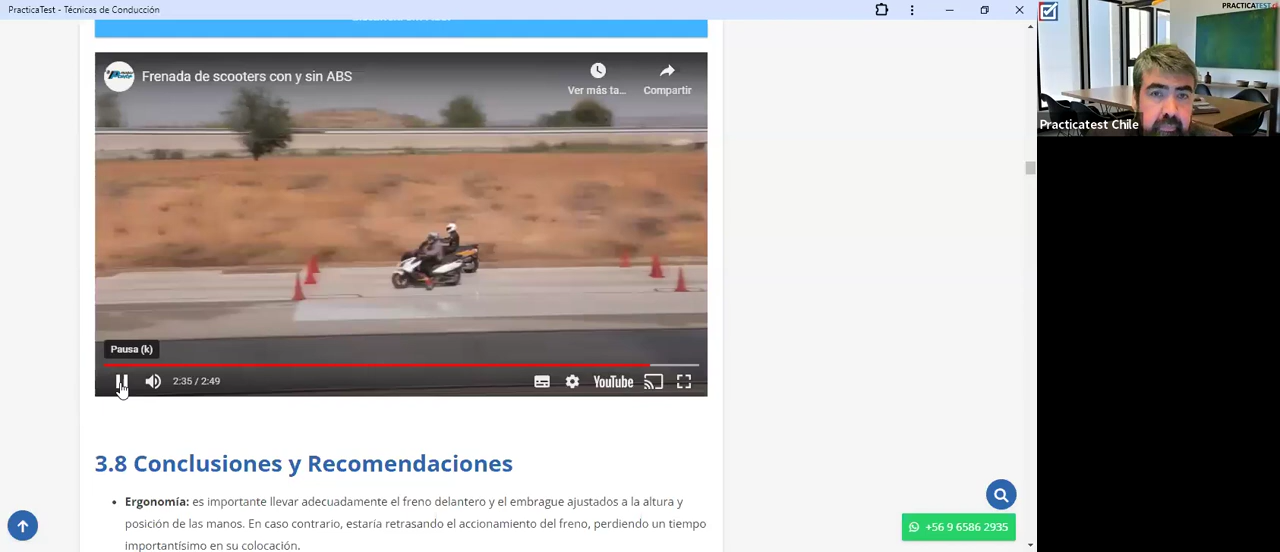 PracticaTest - Técnicas de Conducción
PRACTICATEST
Frenada de scooters con y sin ABS
Ver más ta...
Compartir
Practicatest Chile
Pausa (k)
2:35 / 2:49
YouTube
3.8 Conclusiones y Recomendaciones
• Ergonomía: es importante llevar adecuadamente el freno delantero y el embrague ajustados a la altura y
posición de las manos. En caso contrario, estaría retrasando el accionamiento del freno, perdiendo un tiempo
importantísimo en su colocación.
+56 9 6586 2935